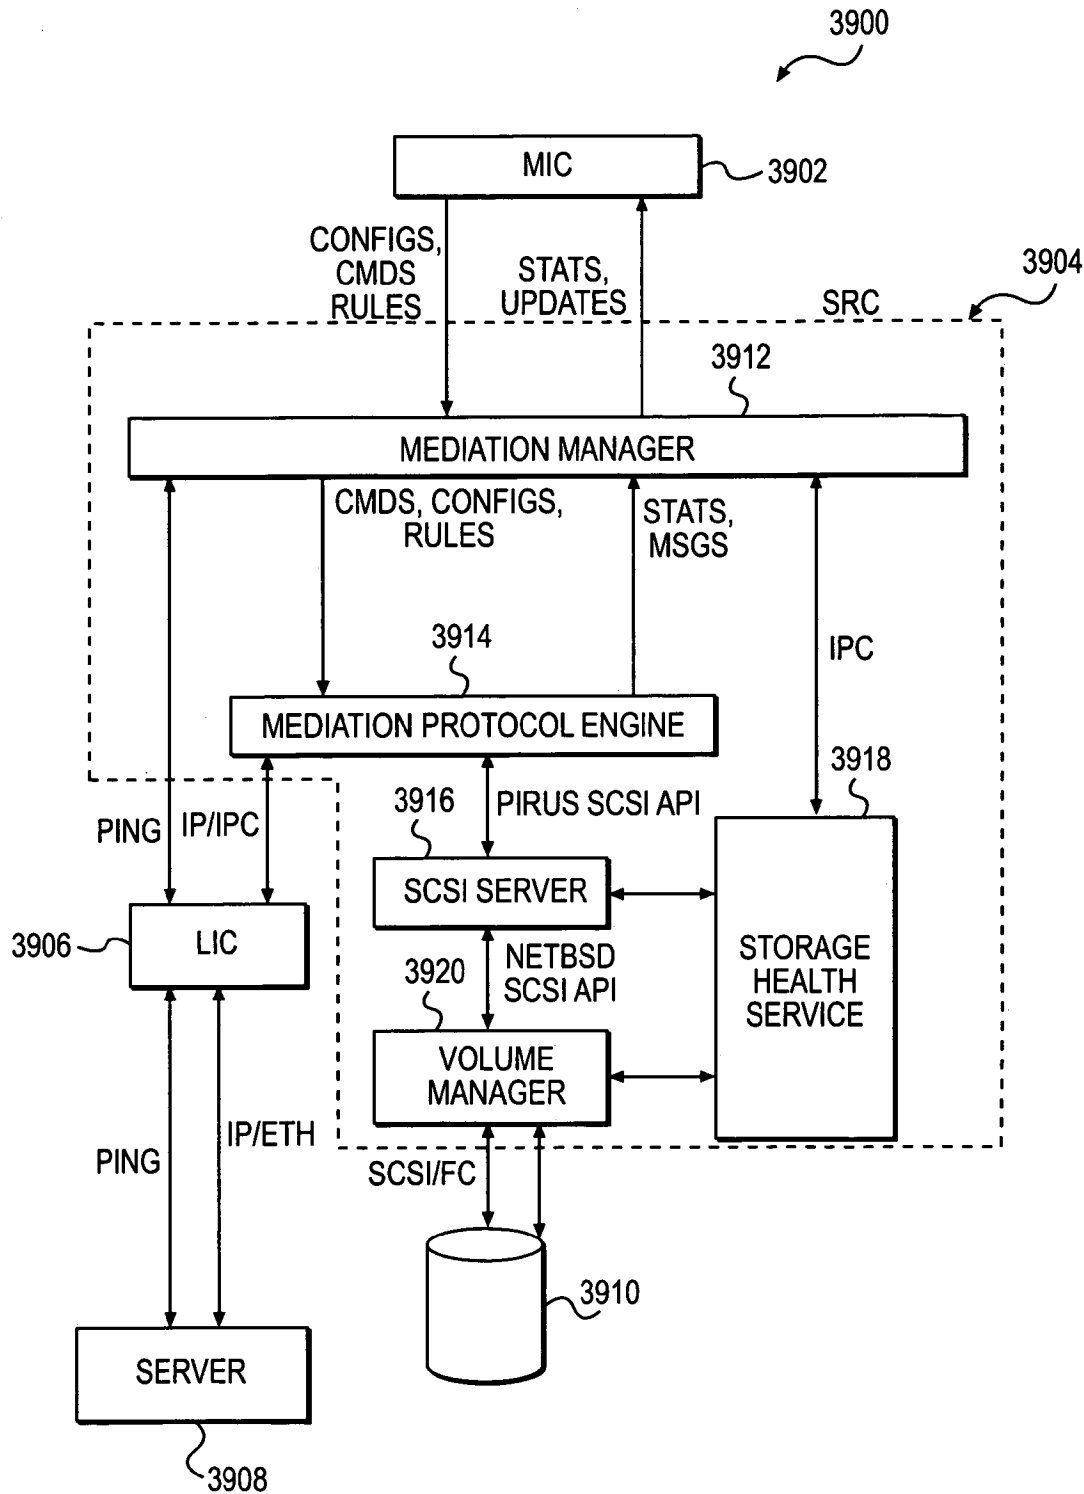 3900
MIC
3902
CONFIGS,
CMDS
RULES
STATS,
UPDATES
SRC
3904
3912
MEDIATION MANAGER
CMDS, CONFIGS,
RULES
STATS,
MSGS
IPC
3914
MEDIATION PROTOCOL ENGINE
3918
PING
IP/IPC
3916
PIRUS SCSI API
SCSI SERVER
3906
LIC
3920
NETBSD
SCSI API
STORAGE
HEALTH
SERVICE
VOLUME
MANAGER
PING
IP/ETH
SCSI/FC
3910
SERVER
3908